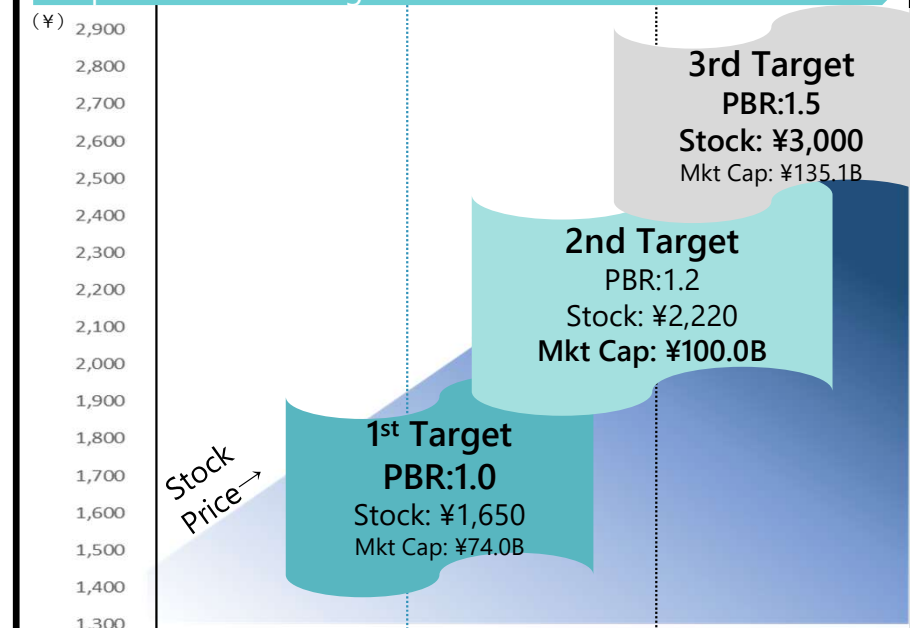 (￥)
2,900
2,800
2,700
2,600
2,500
2,400
2,300
2,200
2,100
2,000
1,900
1,800
1,700
1,600
1,500
1,400
1,300
3rd Target
PBR:1.5
Stock: ¥3,000
Mkt Cap: ¥135.1B
2nd Target
PBR:1.2
Stock: ¥2,220
Mkt Cap: ¥100.0B
1st Target
PBR:1.0
Stock: ¥1,650
Mkt Cap: ¥74.0B
Stock
Price→